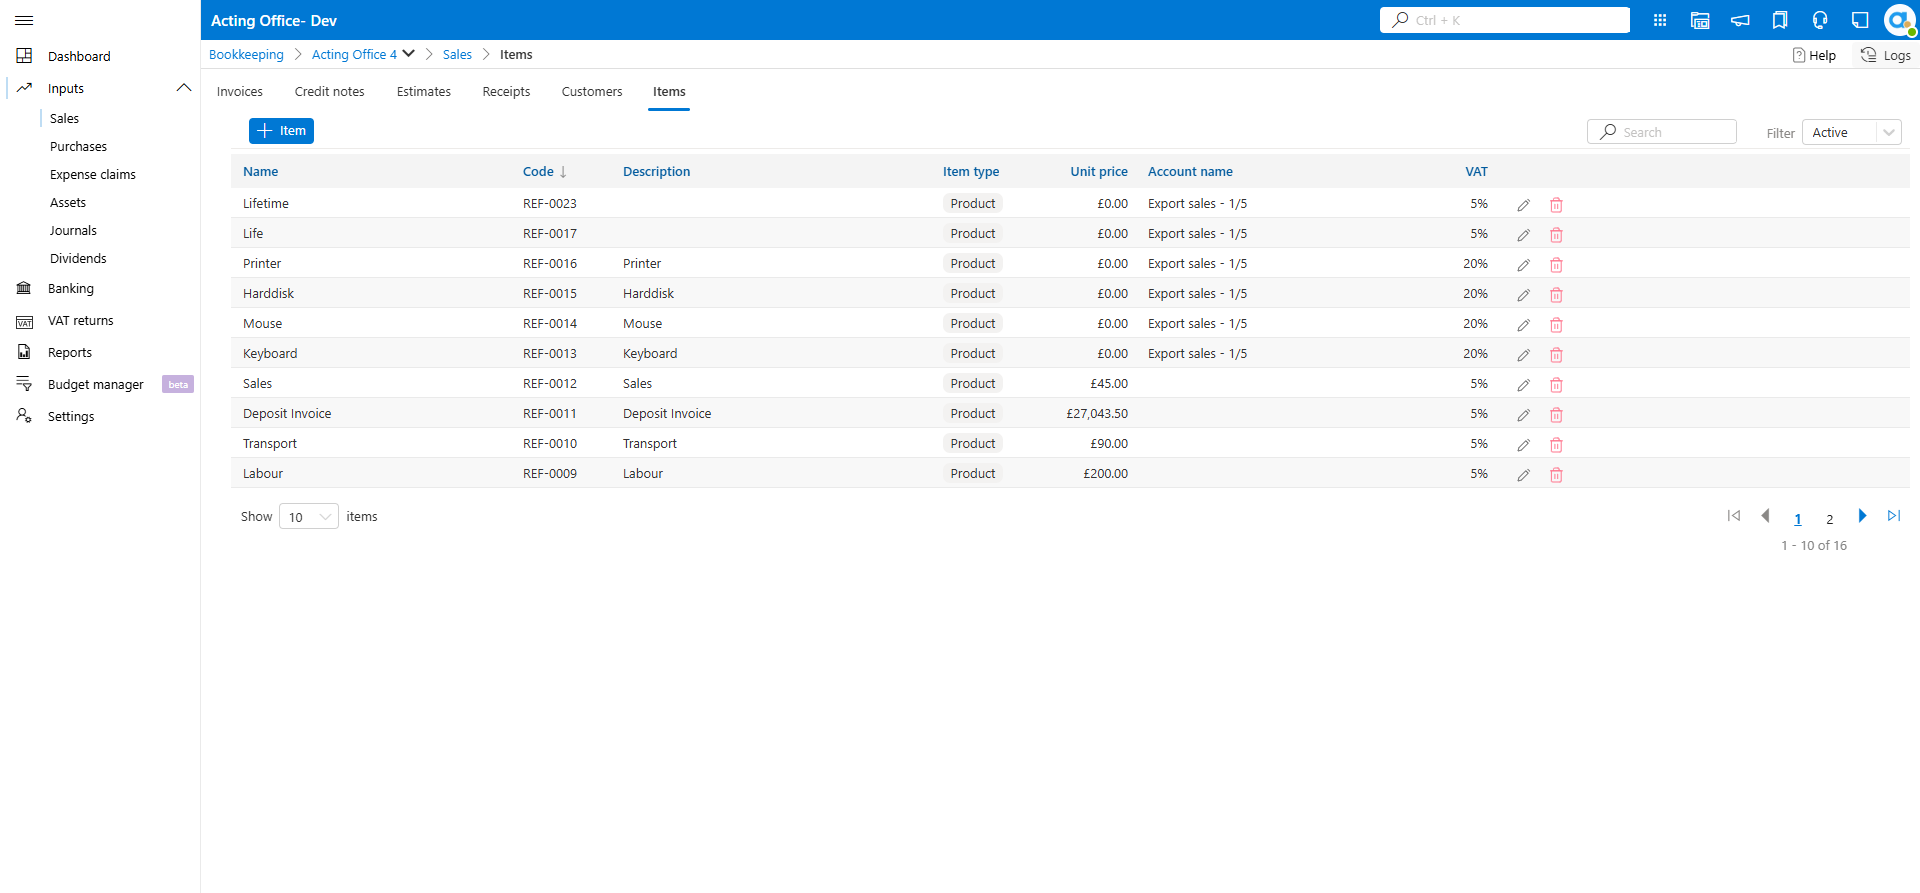 Acting Office- Dev
Ctrl + K
Dashboard
Inputs
Sales
Purchases
Expense claims
Assets
Journals
Dividends
Banking
VAT returns
Reports
Budget manager beta
Settings
Bookkeeping Acting Office 4 Sales Items
Help Logs
Invoices Credit notes Estimates Receipts Customers Items
Item
Search Filter Active
Name Code ↓ Description Item type Unit price Account name VAT
Lifetime REF-0023 Product £0.00 Export sales - 1/5 5%
Life REF-0017 Product £0.00 Export sales - 1/5 5%
Printer REF-0016 Printer Product £0.00 Export sales - 1/5 20%
Harddisk REF-0015 Harddisk Product £0.00 Export sales - 1/5 20%
Mouse REF-0014 Mouse Product £0.00 Export sales - 1/5 20%
Keyboard REF-0013 Keyboard Product £0.00 Export sales - 1/5 20%
Sales REF-0012 Sales Product £45.00 5%
Deposit Invoice REF-0011 Deposit Invoice Product £27,043.50 5%
Transport REF-0010 Transport Product £90.00 5%
Labour REF-0009 Labour Product £200.00 5%
Show 10 items
1 2
1 - 10 of 16